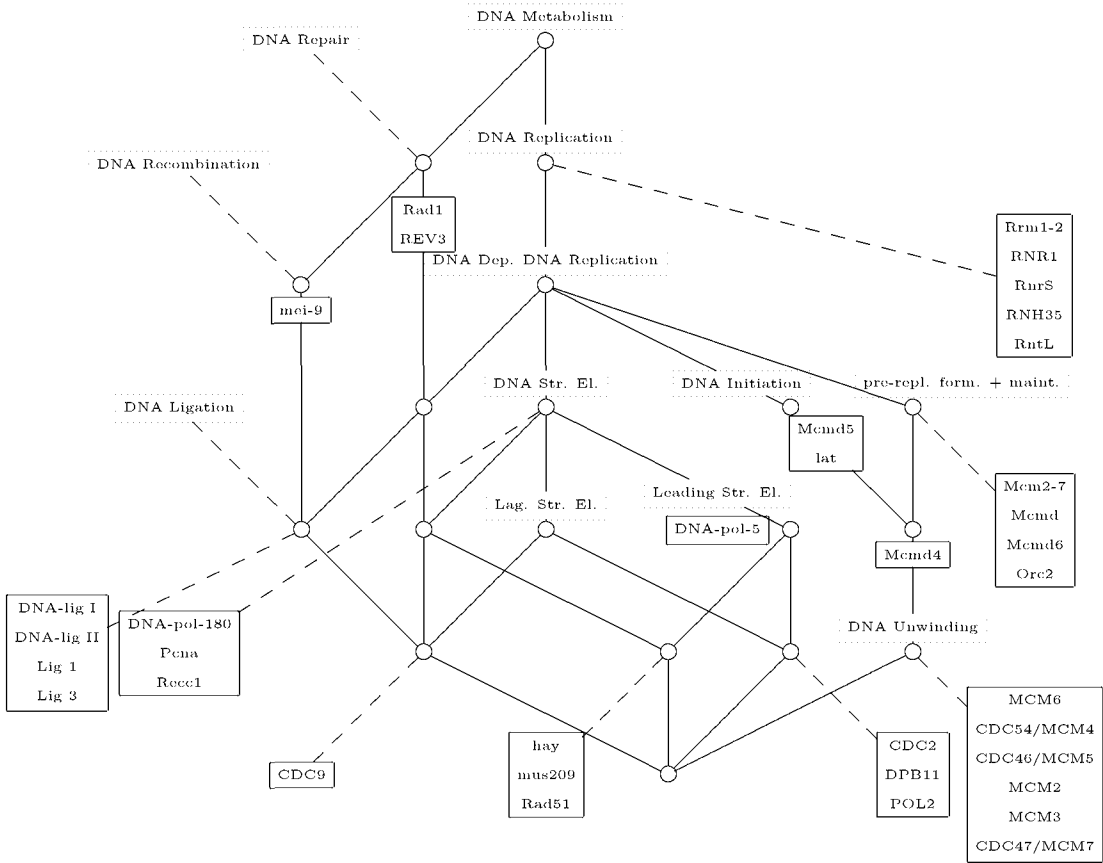 DNA Metabolism
DNA Repair
DNA Replication
DNA Recombination
Rad1
REV3
Rrm1-2
RNR1
RnrS
RNH35
RntL
DNA Dep. DNA Replication
mei-9
DNA Str. El.
DNA Initiation
pre-repl. form. + maint.
DNA Ligation
Mcmd5
lat
Lag. Str. El.
Leading Str. El.
DNA-pol-5
Mcm2-7
Mcmd
Mcmd6
Orc2
Mcmd4
DNA-lig I
DNA-lig II
Lig 1
Lig 3
DNA-pol-180
Pcna
Recc1
DNA Unwinding
CDC9
hay
mus209
Rad51
CDC2
DPB11
POL2
MCM6
CDC54/MCM4
CDC46/MCM5
MCM2
MCM3
CDC47/MCM7